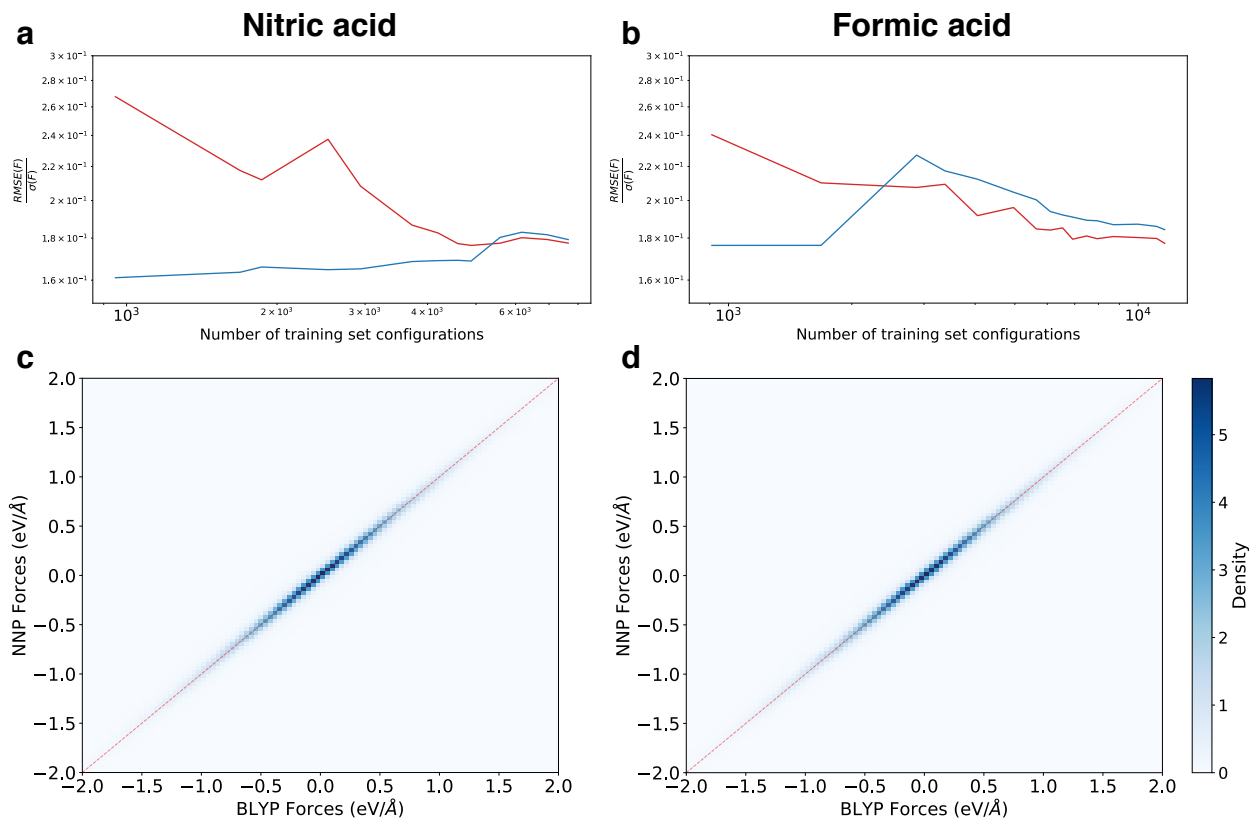 a
Nitric acid
3 × 10⁻¹
2.8 × 10⁻¹
2.6 × 10⁻¹
2.4 × 10⁻¹
2.2 × 10⁻¹
2 × 10⁻¹
1.8 × 10⁻¹
1.6 × 10⁻¹
RMSE(F)
σ(F)
10³
2 × 10³
3 × 10³
4 × 10³
6 × 10³
Number of training set configurations
b
Formic acid
3 × 10⁻¹
2.8 × 10⁻¹
2.6 × 10⁻¹
2.4 × 10⁻¹
2.2 × 10⁻¹
2 × 10⁻¹
1.8 × 10⁻¹
1.6 × 10⁻¹
RMSE(F)
σ(F)
10³
10⁴
Number of training set configurations
c
2.0
1.5
1.0
0.5
0.0
−0.5
−1.0
−1.5
−2.0
NNP Forces (eV/Å)
−2.0 −1.5 −1.0 −0.5 0.0 0.5 1.0 1.5 2.0
BLYP Forces (eV/Å)
d
2.0
1.5
1.0
0.5
0.0
−0.5
−1.0
−1.5
−2.0
NNP Forces (eV/Å)
−2.0 −1.5 −1.0 −0.5 0.0 0.5 1.0 1.5 2.0
BLYP Forces (eV/Å)
5
4
3
2
1
0
Density